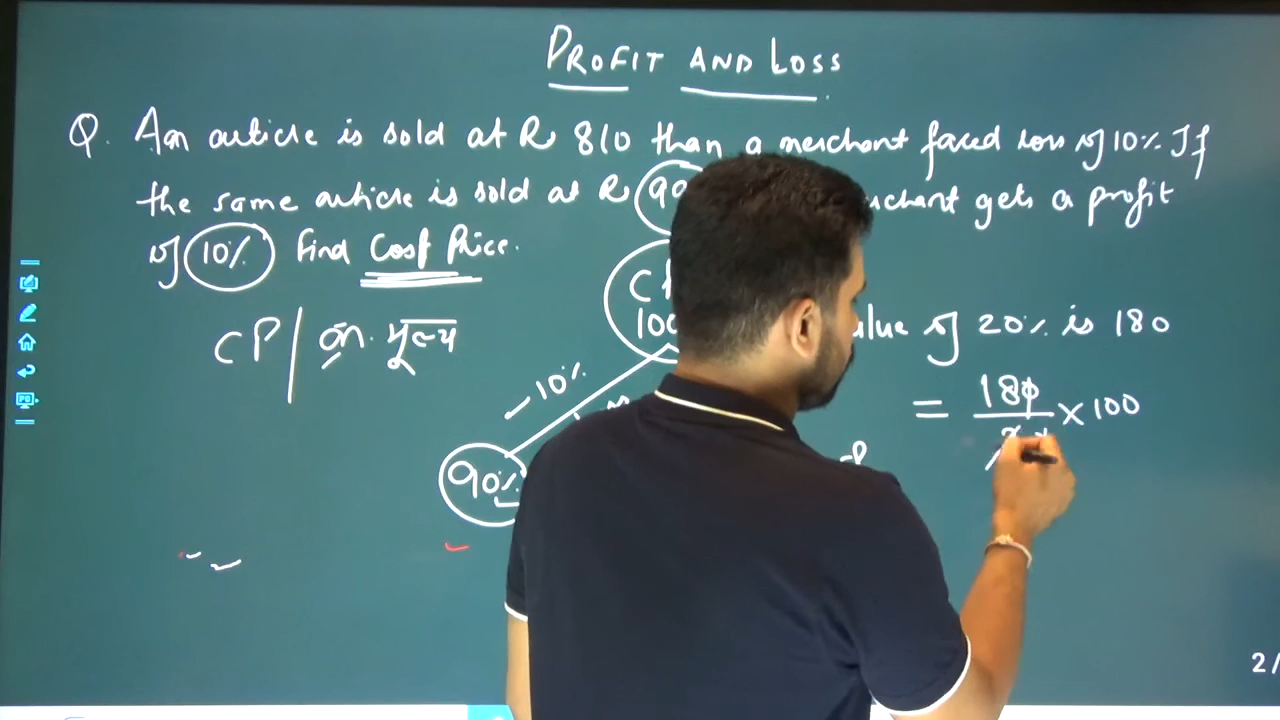 PROFIT AND LOSS
Q. An article is sold at Rs 810 than a merchant faced loss of 10% If
the same article is sold at Rs gets a profit
of 10% Find Cost Price.
CP / क्र. मूल्य
100
value of 20% is 180
= 180 × 100
10%
90%
2/